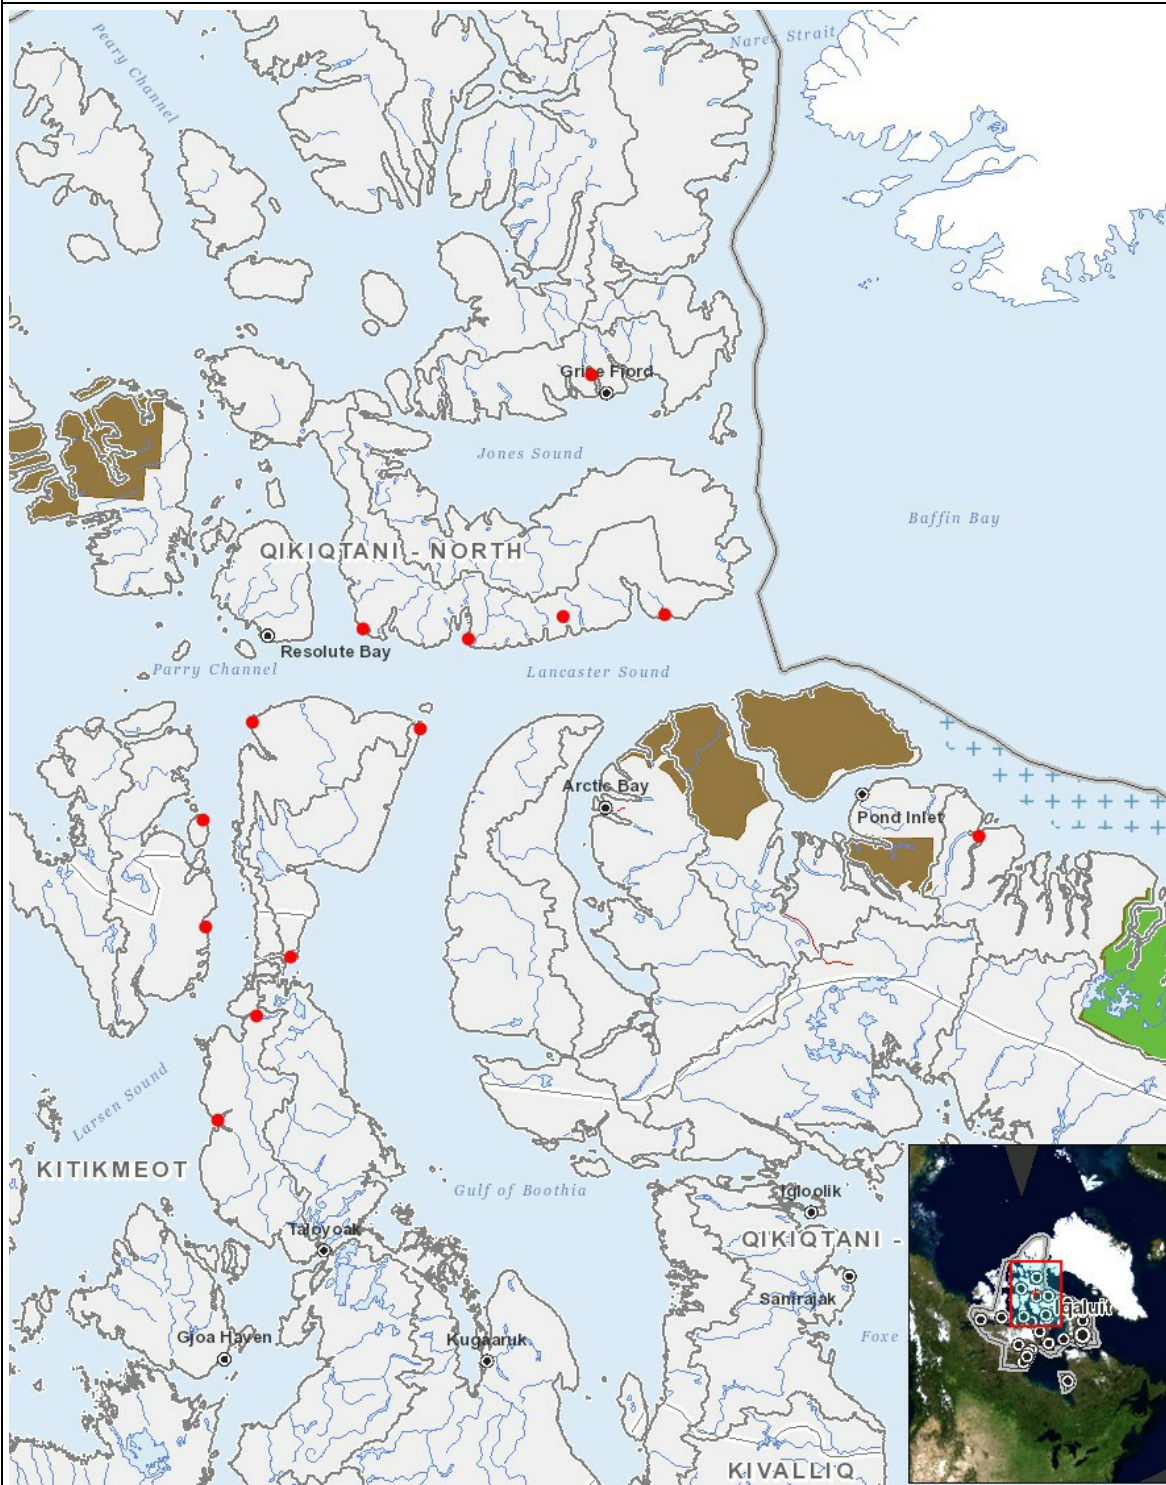 Peary Channel
Nares Strait
Grise Fiord
Jones Sound
Baffin Bay
QIKIQTANI - NORTH
Resolute Bay
Parry Channel
Lancaster Sound
Arctic Bay
Pond Inlet
Larsen Sound
KITIKMEOT
Gulf of Boothia
Igloolik
Taloyoak
QIKIQTANI -
Sanirajak
Iqaluit
Gjoa Haven
Kugaaruk
Foxe
KIVALLIQ